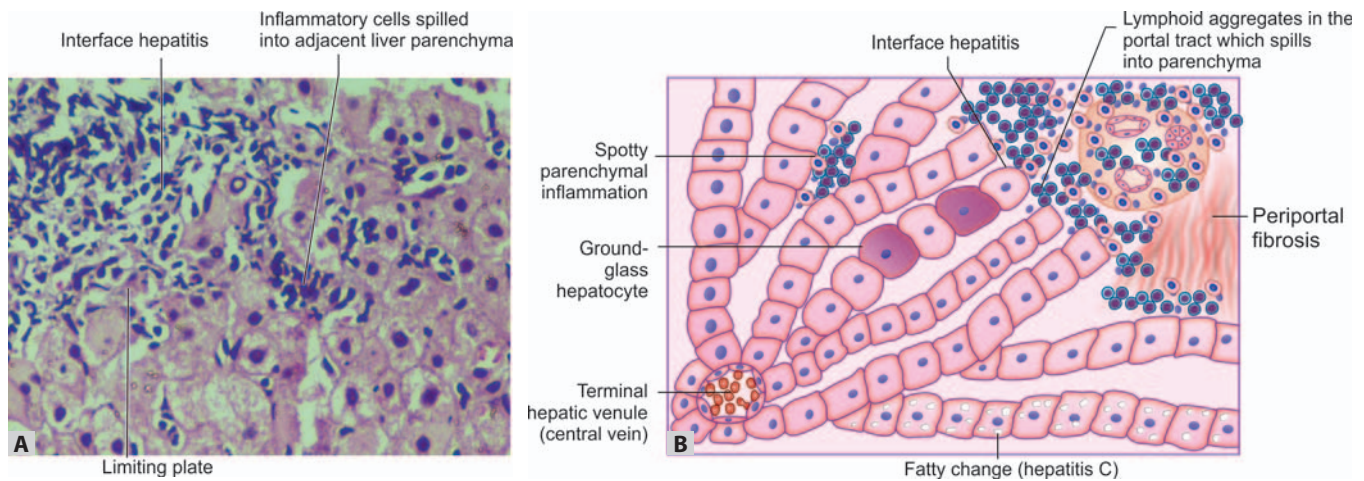 Interface hepatitis
Inflammatory cells spilled
into adjacent liver parenchyma
Limiting plate
A
Interface hepatitis
Lymphoid aggregates in the
portal tract which spills
into parenchyma
Spotty
parenchymal
inflammation
Ground-
glass
hepatocyte
Periportal
fibrosis
Terminal
hepatic venule
(central vein)
B
Fatty change (hepatitis C)